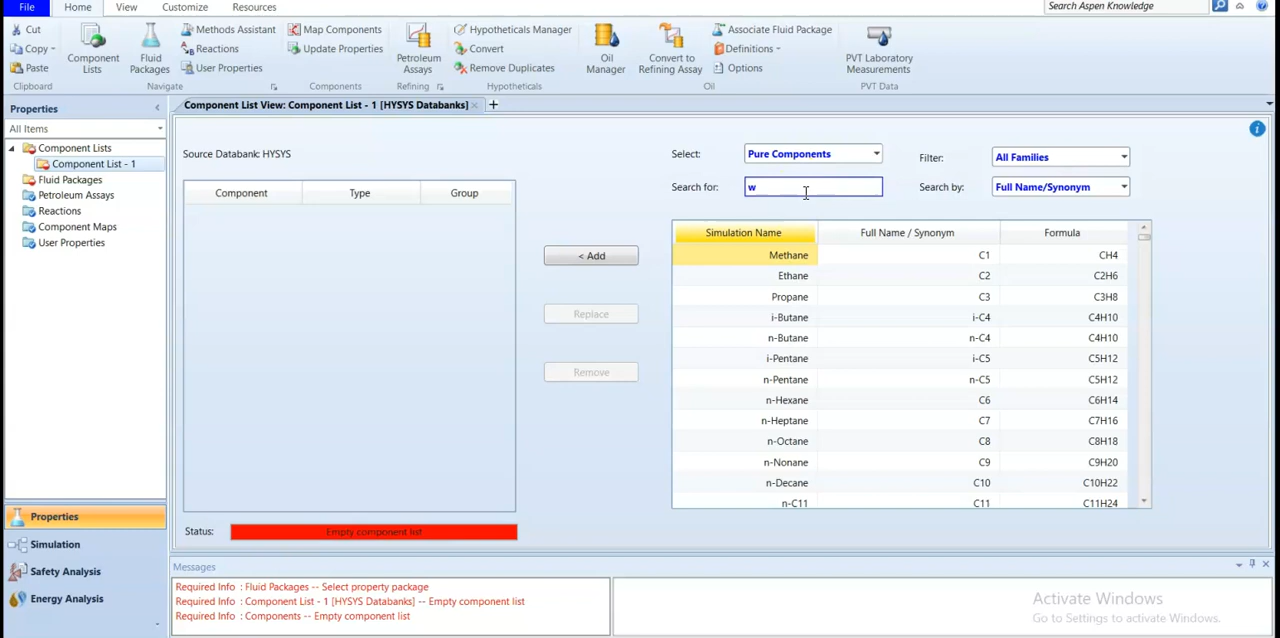 File Home View Customize Resources Search Aspen Knowledge
Cut
Copy
Paste
Clipboard
Component Lists
Fluid Packages
Methods Assistant
Reactions
User Properties
Navigate
Map Components
Update Properties
Components
Petroleum Assays
Refining
Hypotheticals Manager
Convert
Remove Duplicates
Hypotheticals
Oil Manager
Convert to Refining Assay
Associate Fluid Package
Definitions
Options
Oil
PVT Laboratory Measurements
PVT Data
Properties
All Items
Component Lists
Component List - 1
Fluid Packages
Petroleum Assays
Reactions
Component Maps
User Properties
Properties
Simulation
Safety Analysis
Energy Analysis
Component List View: Component List - 1 [HYSYS Databanks]
Source Databank: HYSYS
Component Type Group
< Add
Replace
Remove
Select: Pure Components Filter: All Families
Search for: w Search by: Full Name/Synonym
Simulation Name Full Name / Synonym Formula
Methane C1 CH4
Ethane C2 C2H6
Propane C3 C3H8
i-Butane i-C4 C4H10
n-Butane n-C4 C4H10
i-Pentane i-C5 C5H12
n-Pentane n-C5 C5H12
n-Hexane C6 C6H14
n-Heptane C7 C7H16
n-Octane C8 C8H18
n-Nonane C9 C9H20
n-Decane C10 C10H22
n-C11 C11 C11H24
Status: Empty component list
Messages
Required Info : Fluid Packages -- Select property package
Required Info : Component List - 1 [HYSYS Databanks] -- Empty component list
Required Info : Components -- Empty component list
Activate Windows
Go to Settings to activate Windows.